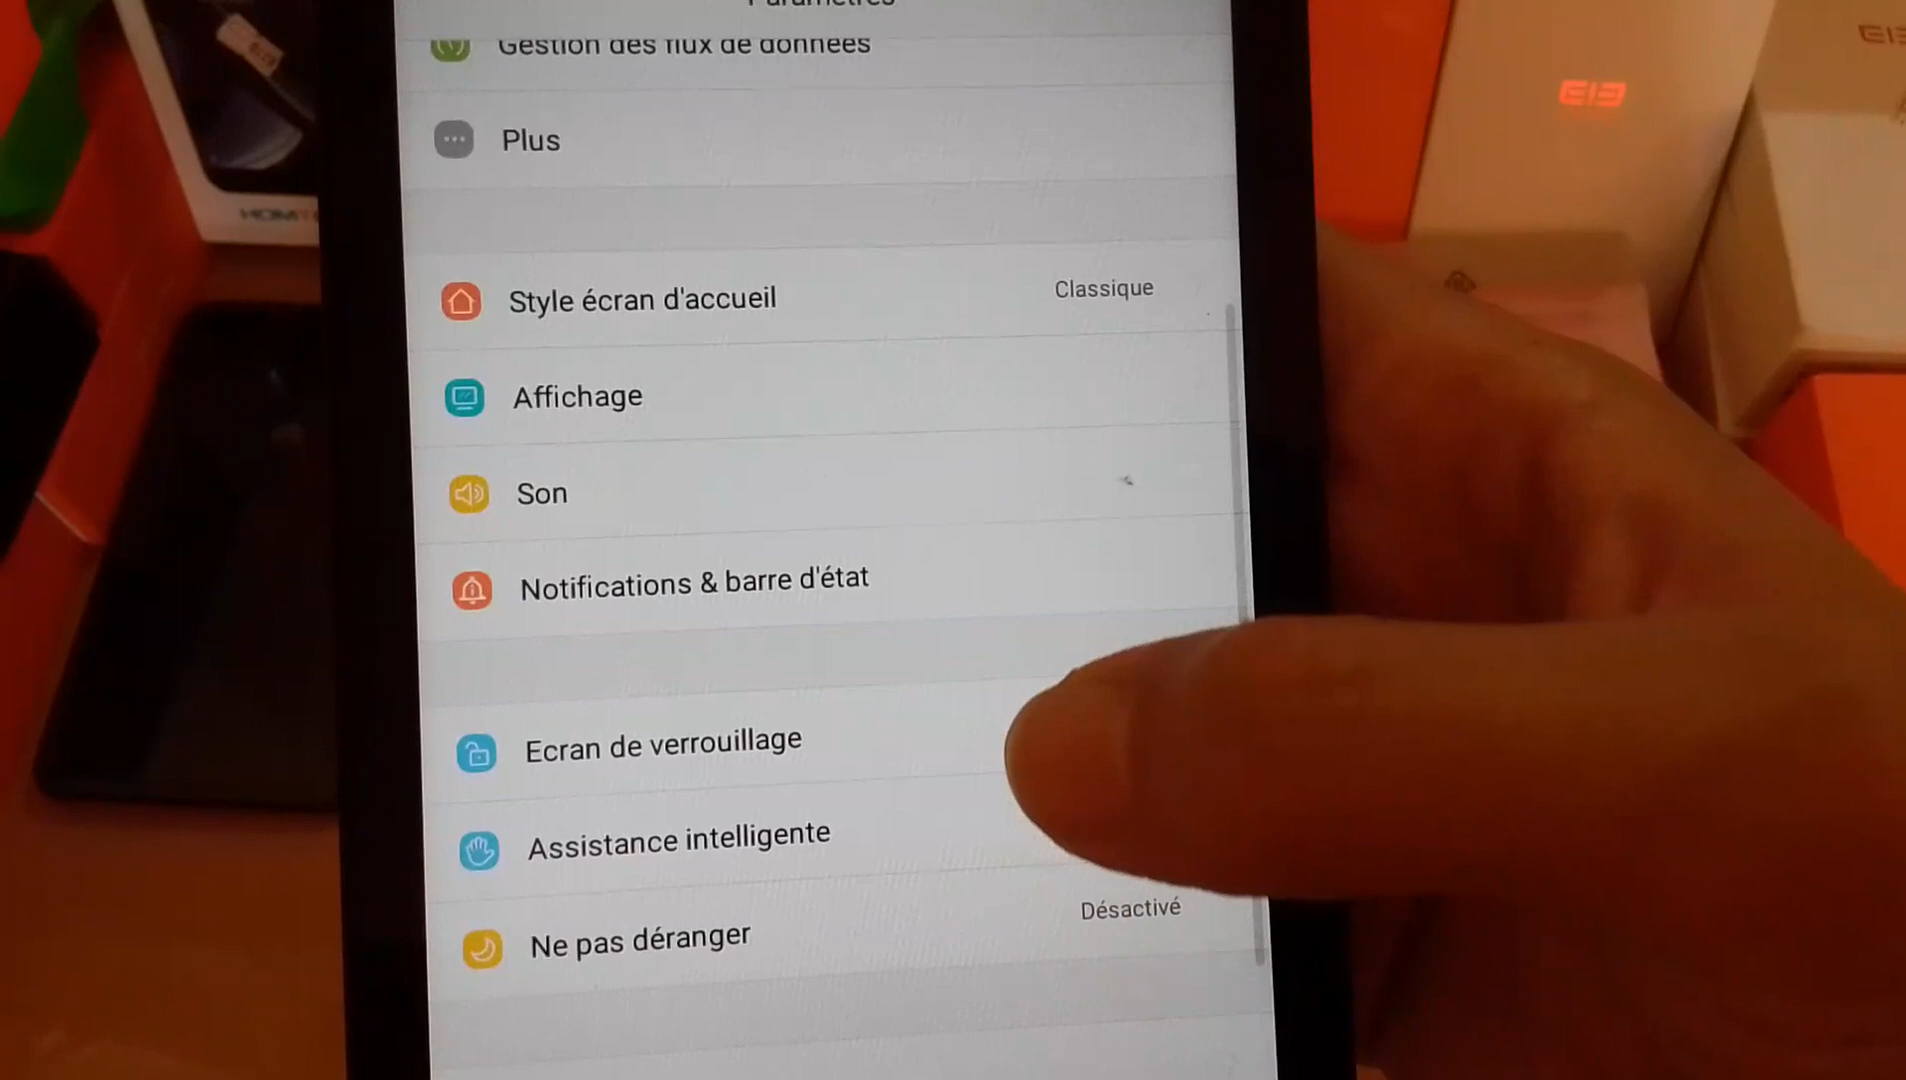 Paramètres
Gestion des flux de données
Plus
Style écran d'accueil
Classique
Affichage
Son
Notifications & barre d'état
Ecran de verrouillage
Assistance intelligente
Ne pas déranger
Désactivé